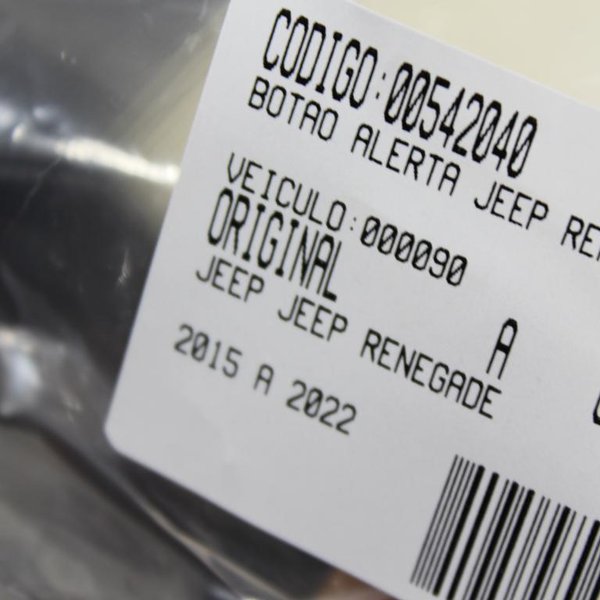 CODIGO:00542040
BOTAO ALERTA JEEP
VEICULO:000090
ORIGINAL
A
JEEP JEEP RENEGADE
2015 A 2022